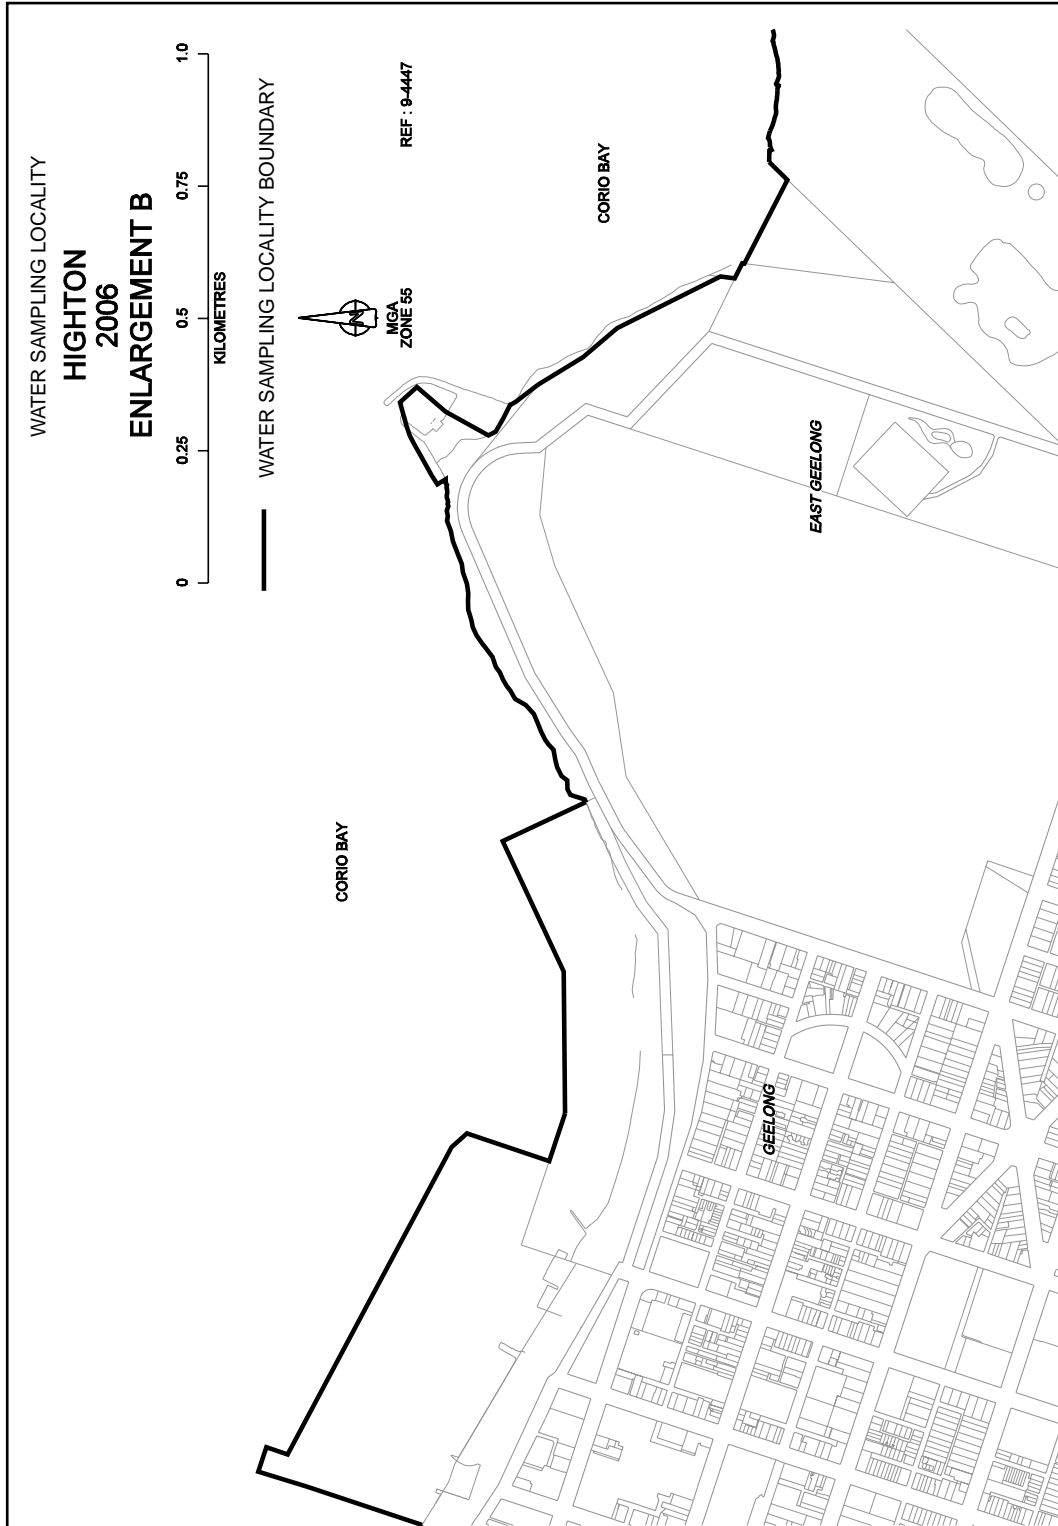 WATER SAMPLING LOCALITY
HIGHTON
2006
ENLARGEMENT B
0 0.25 0.5 0.75 1.0
KILOMETRES
WATER SAMPLING LOCALITY BOUNDARY
N
MGA
ZONE 55
REF : 9-4447
CORIO BAY
CORIO BAY
EAST GEELONG
GEELONG